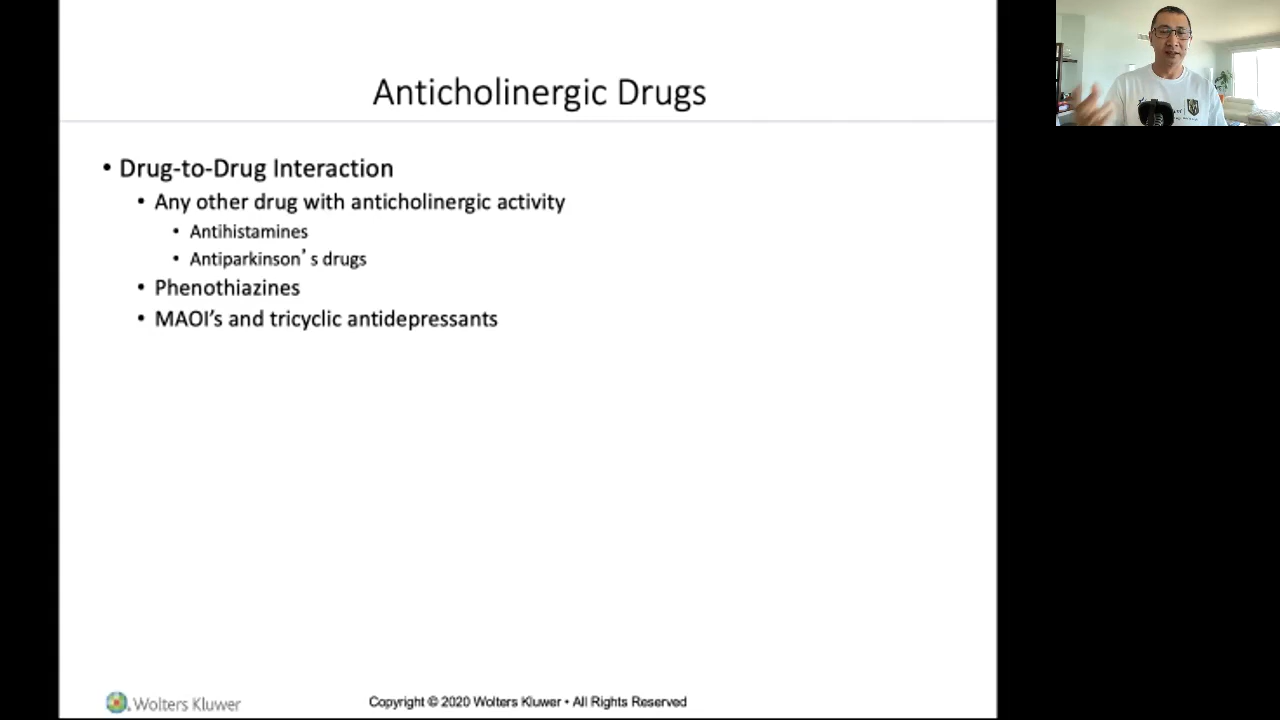 Anticholinergic Drugs
• Drug-to-Drug Interaction
• Any other drug with anticholinergic activity
• Antihistamines
• Antiparkinson’s drugs
• Phenothiazines
• MAOI’s and tricyclic antidepressants
Wolters Kluwer
Copyright © 2020 Wolters Kluwer • All Rights Reserved